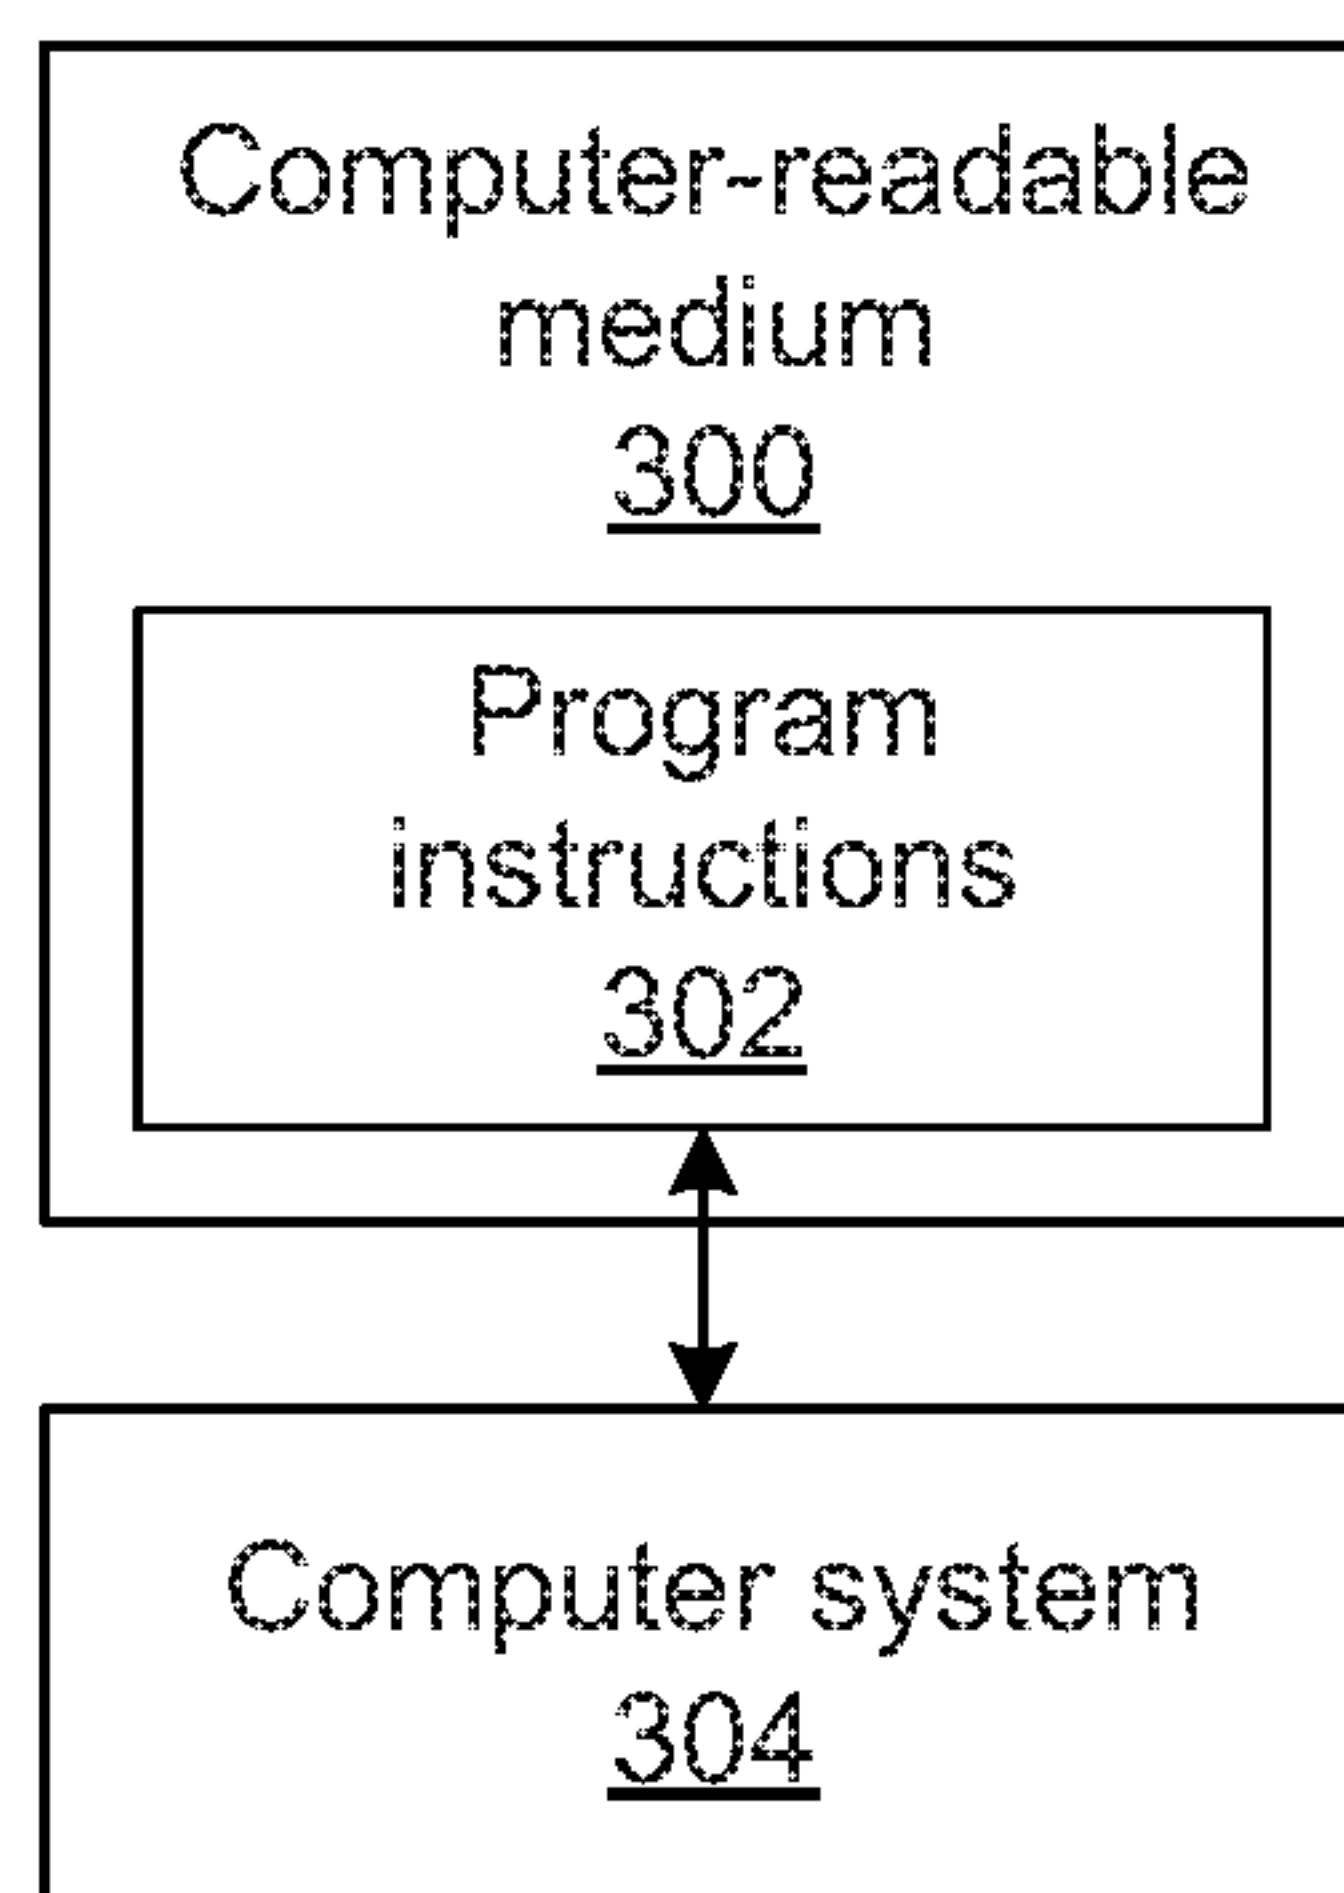 Computer-readable
medium
300
Program
instructions
302
Computer system
304